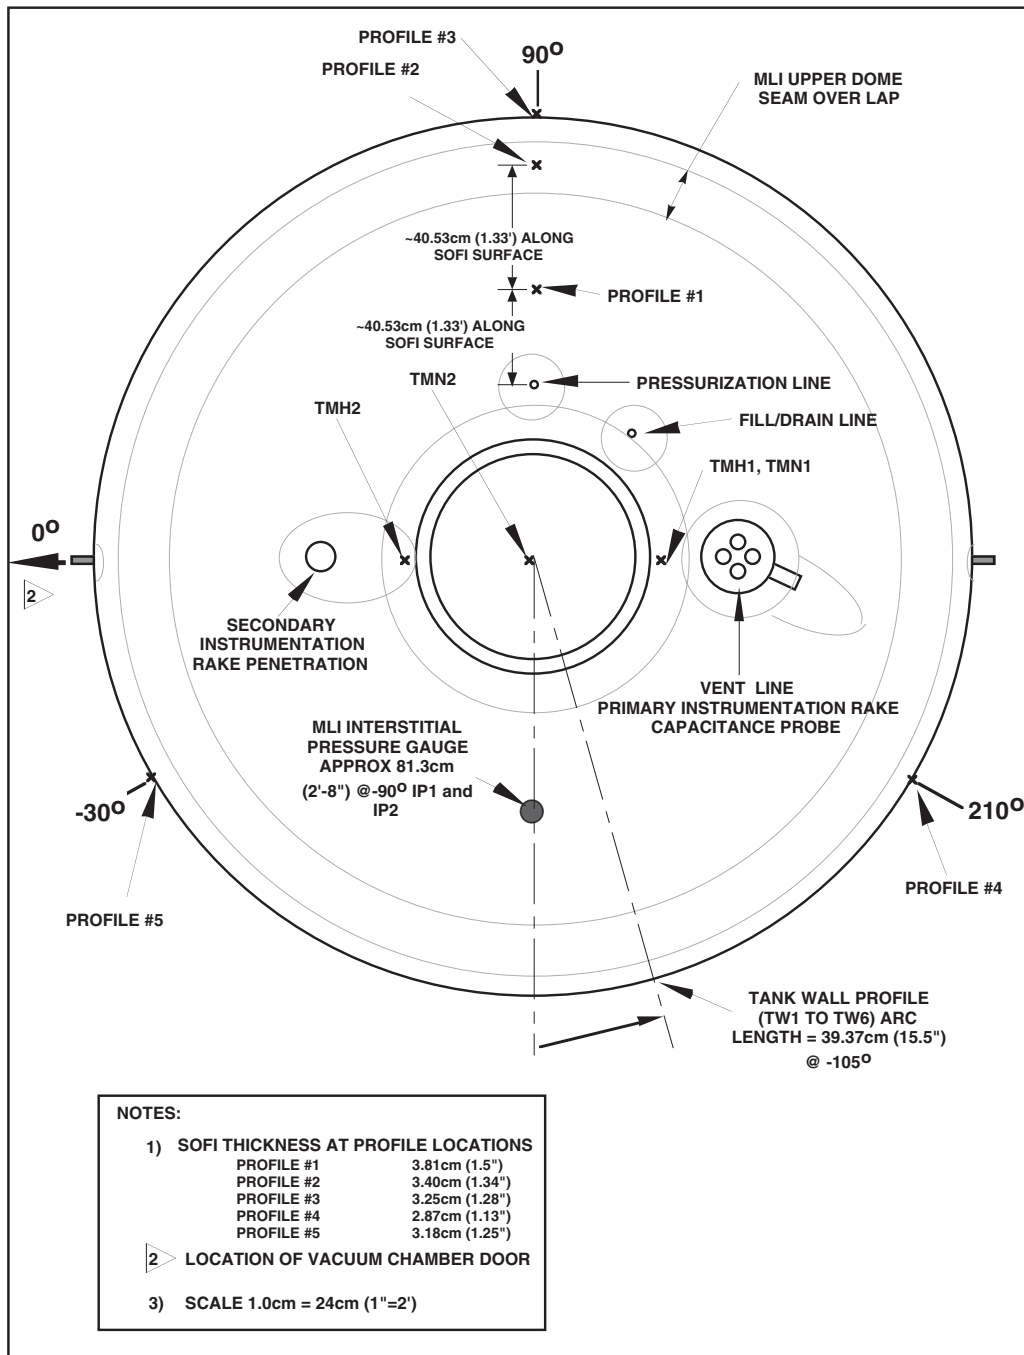 PROFILE #3
90º
PROFILE #2
MLI UPPER DOME
SEAM OVER LAP
~40.53cm (1.33') ALONG
SOFI SURFACE
PROFILE #1
~40.53cm (1.33') ALONG
SOFI SURFACE
TMN2
PRESSURIZATION LINE
TMH2
FILL/DRAIN LINE
TMH1, TMN1
0º
2
SECONDARY
INSTRUMENTATION
RAKE PENETRATION
VENT LINE
PRIMARY INSTRUMENTATION RAKE
CAPACITANCE PROBE
MLI INTERSTITIAL
PRESSURE GAUGE
APPROX 81.3cm
(2'-8") @-90º IP1 and
IP2
-30º
210º
PROFILE #4
PROFILE #5
TANK WALL PROFILE
(TW1 TO TW6) ARC
LENGTH = 39.37cm (15.5")
@ -105º
NOTES:
1) SOFI THICKNESS AT PROFILE LOCATIONS
PROFILE #1 3.81cm (1.5")
PROFILE #2 3.40cm (1.34")
PROFILE #3 3.25cm (1.28")
PROFILE #4 2.87cm (1.13")
PROFILE #5 3.18cm (1.25")
2 LOCATION OF VACUUM CHAMBER DOOR
3) SCALE 1.0cm = 24cm (1"=2')